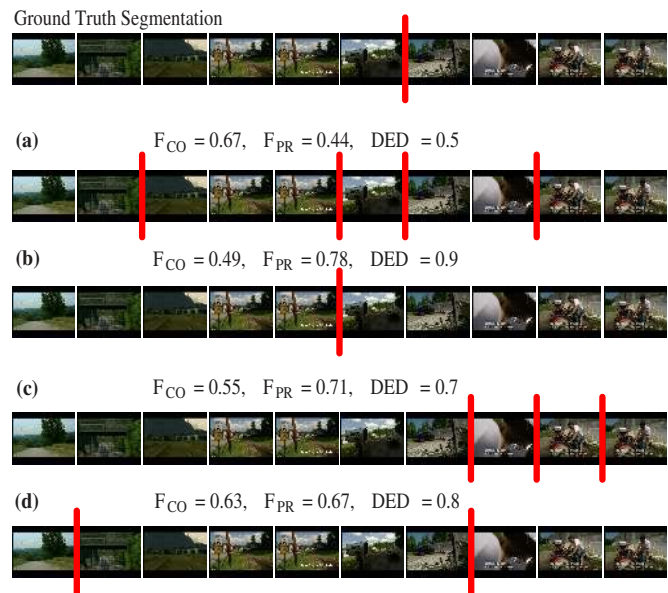 Ground Truth Segmentation
(a) F_CO = 0.67, F_PR = 0.44, DED = 0.5
(b) F_CO = 0.49, F_PR = 0.78, DED = 0.9
(c) F_CO = 0.55, F_PR = 0.71, DED = 0.7
(d) F_CO = 0.63, F_PR = 0.67, DED = 0.8